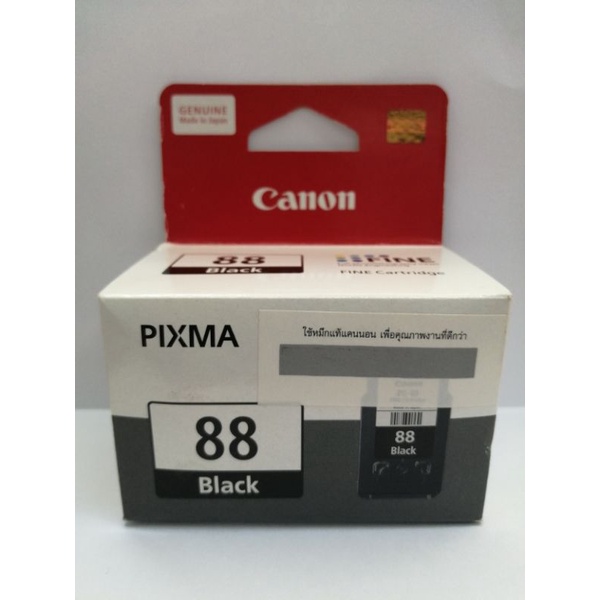 GENUINE
Made in Japan
Canon
88
Black
FINE
FINE Cartridge
PIXMA
ใช้หมึกแท้แคนนอน เพื่อคุณภาพงานที่ดีกว่า
88
Black
Canon
88
Black